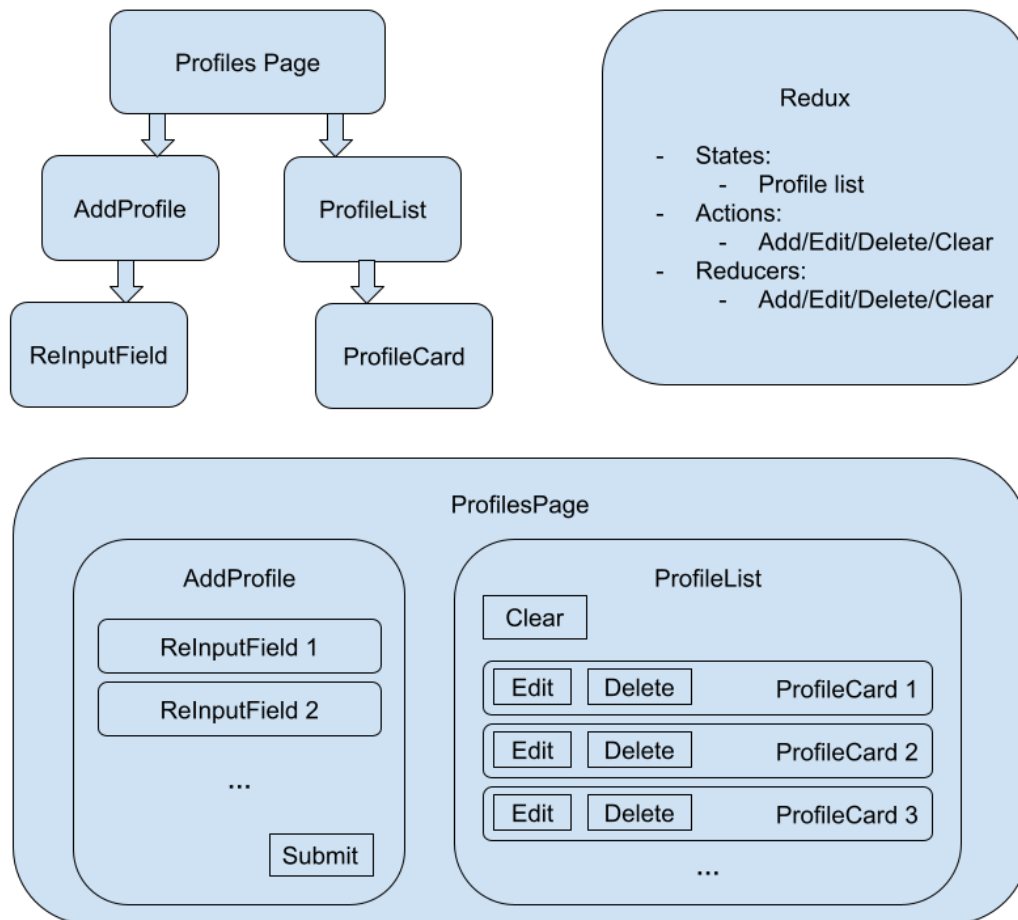 Profiles Page
AddProfile
ProfileList
ReInputField
ProfileCard
Redux
- States:
- Profile list
- Actions:
- Add/Edit/Delete/Clear
- Reducers:
- Add/Edit/Delete/Clear
ProfilesPage
AddProfile
ReInputField 1
ReInputField 2
...
Submit
ProfileList
Clear
Edit Delete ProfileCard 1
Edit Delete ProfileCard 2
Edit Delete ProfileCard 3
...